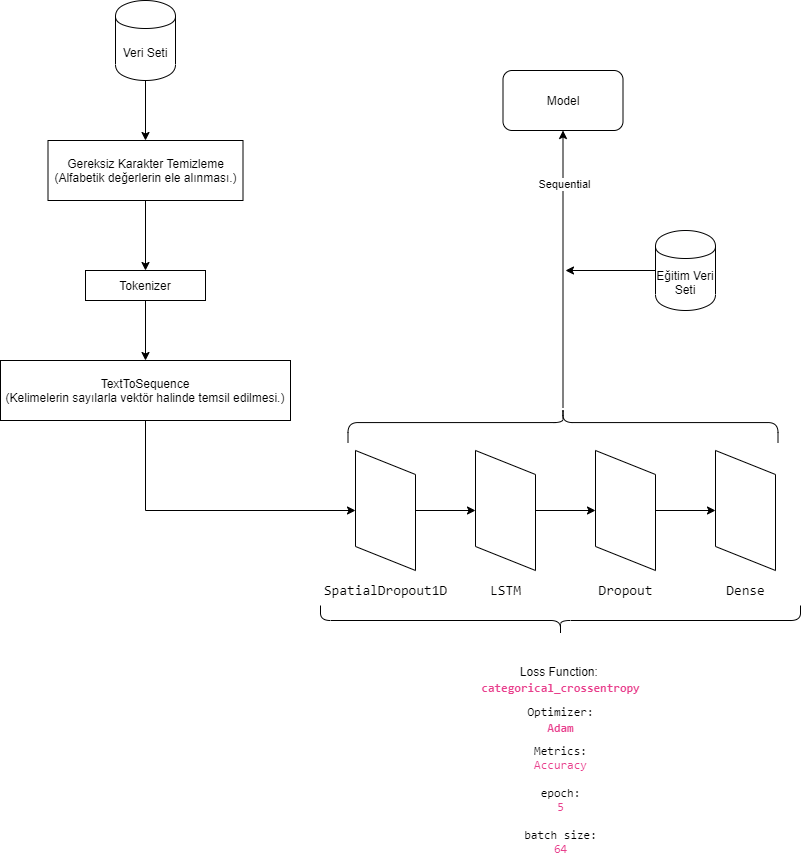 Veri Seti
Gereksiz Karakter Temizleme
(Alfabetik değerlerin ele alınması.)
Tokenizer
TextToSequence
(Kelimelerin sayılarla vektör halinde temsil edilmesi.)
Model
Sequential
Eğitim Veri
Seti
SpatialDropout1D
LSTM
Dropout
Dense
Loss Function:
categorical_crossentropy
Optimizer:
Adam
Metrics:
Accuracy
epoch:
5
batch size:
64